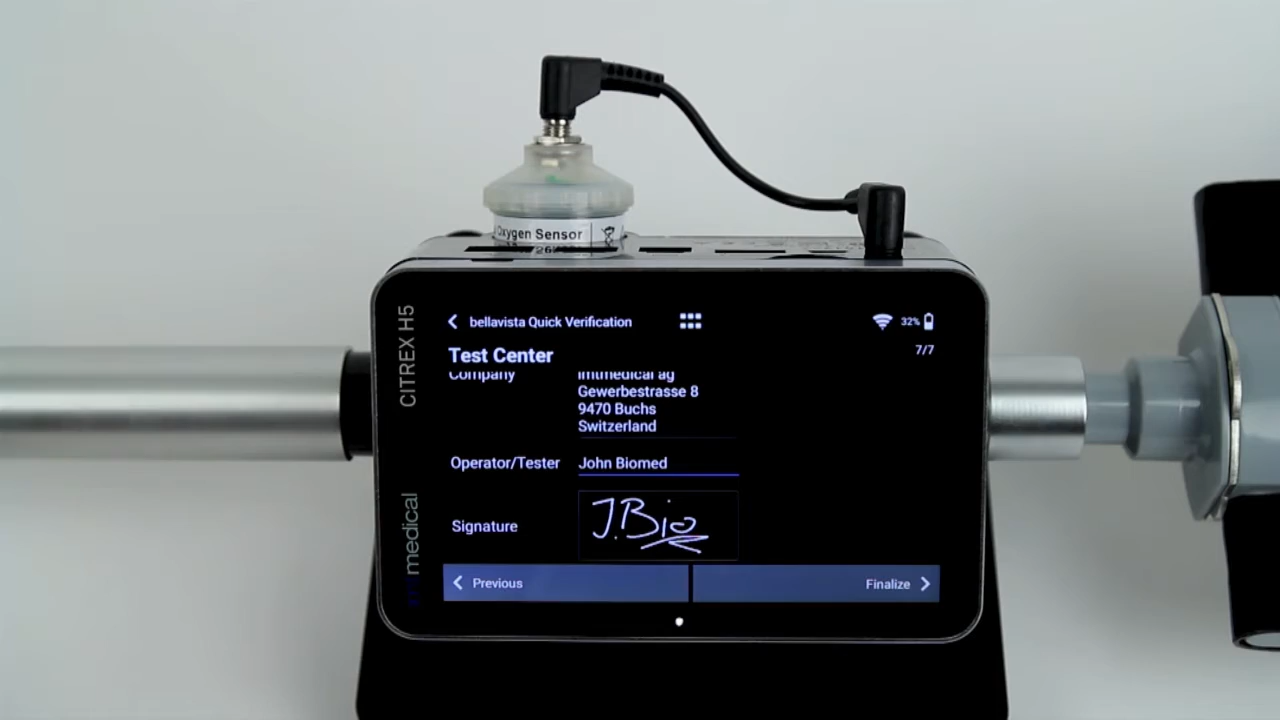 Oxygen Sensor
CITREX H5
medical
bellavista Quick Verification
32%
Test Center
7/7
Company
imtmedical ag
Gewerbestrasse 8
9470 Buchs
Switzerland
Operator/Tester
John Biomed
Signature
J.Bio
Previous
Finalize